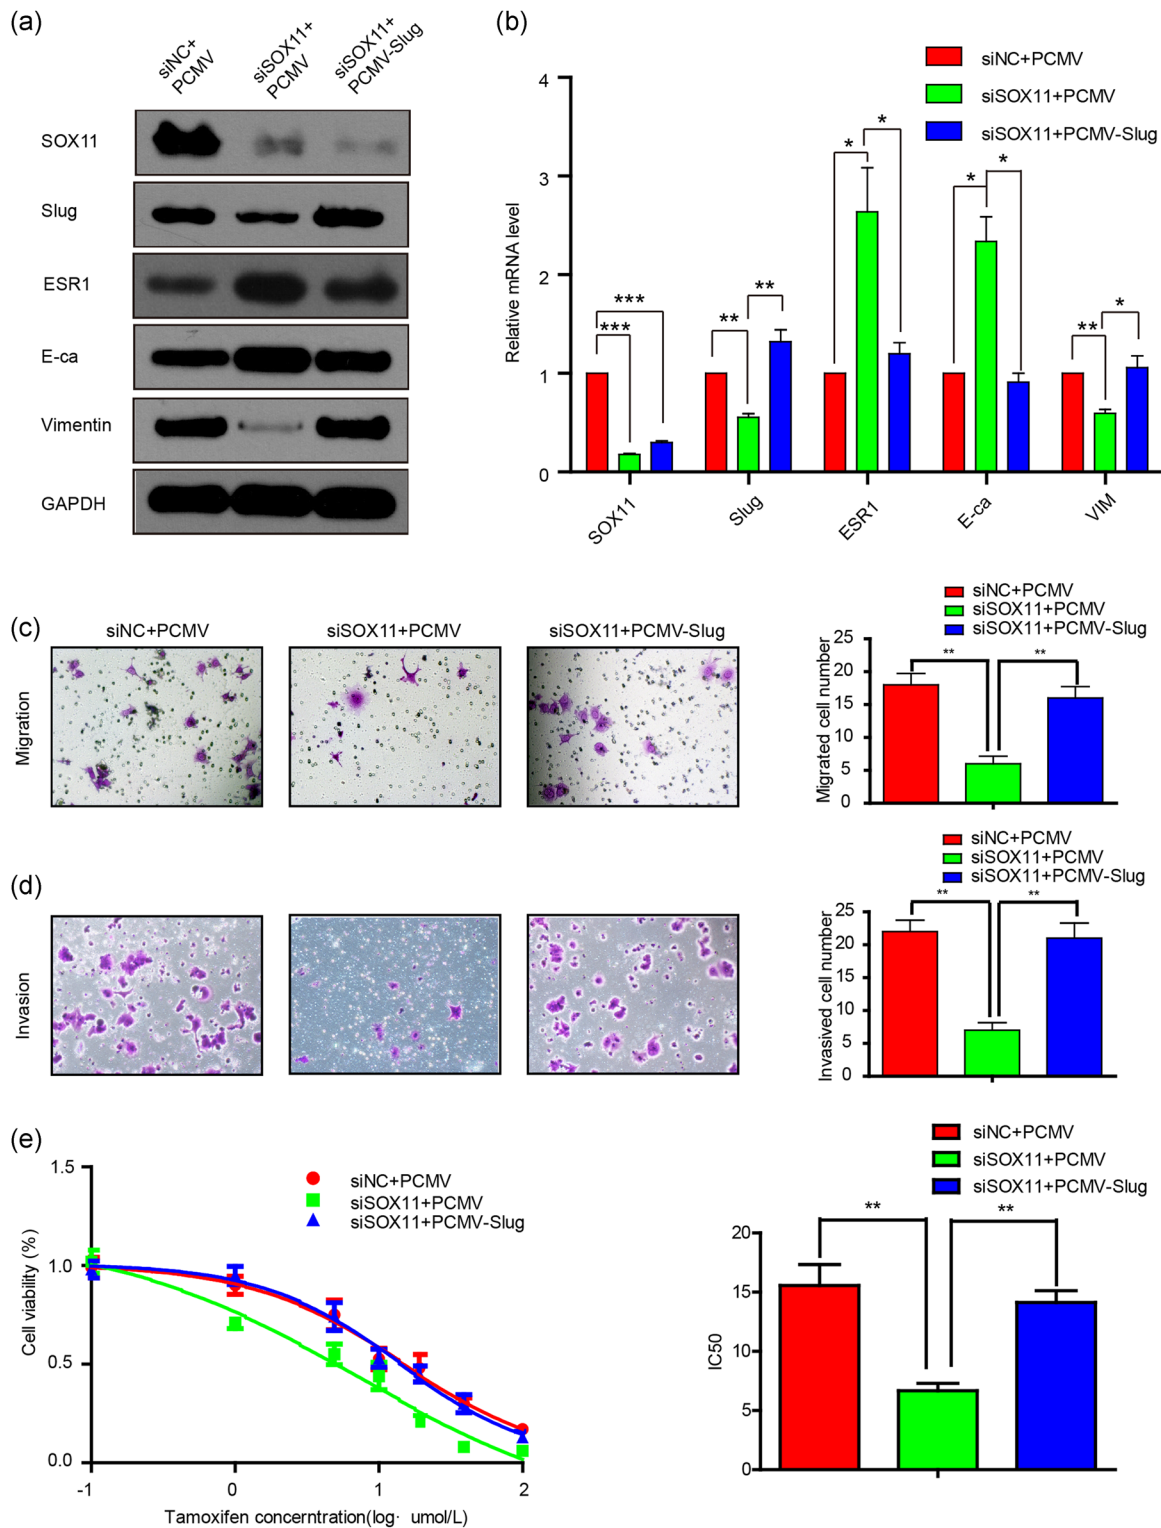 (a)
siNC+
PCMV
siSOX11+
PCMV
siSOX11+
PCMV-Slug
SOX11
Slug
ESR1
E-ca
Vimentin
GAPDH
(b)
siNC+PCMV
siSOX11+PCMV
siSOX11+PCMV-Slug
Relative mRNA level
4
3
2
1
0
***
***
**
**
*
*
*
*
**
*
SOX11
Slug
ESR1
E-ca
VIM
(c)
siNC+PCMV
siSOX11+PCMV
siSOX11+PCMV-Slug
Migration
siNC+PCMV
siSOX11+PCMV
siSOX11+PCMV-Slug
Migrated cell number
25
20
15
10
5
0
**
**
(d)
Invasion
siNC+PCMV
siSOX11+PCMV
siSOX11+PCMV-Slug
Invasived cell number
25
20
15
10
5
0
**
**
(e)
siNC+PCMV
siSOX11+PCMV
siSOX11+PCMV-Slug
Cell viability (%)
1.5
1.0
0.5
0.0
-1
0
1
2
Tamoxifen concerntration(log· umol/L)
siNC+PCMV
siSOX11+PCMV
siSOX11+PCMV-Slug
IC50
20
15
10
5
0
**
**